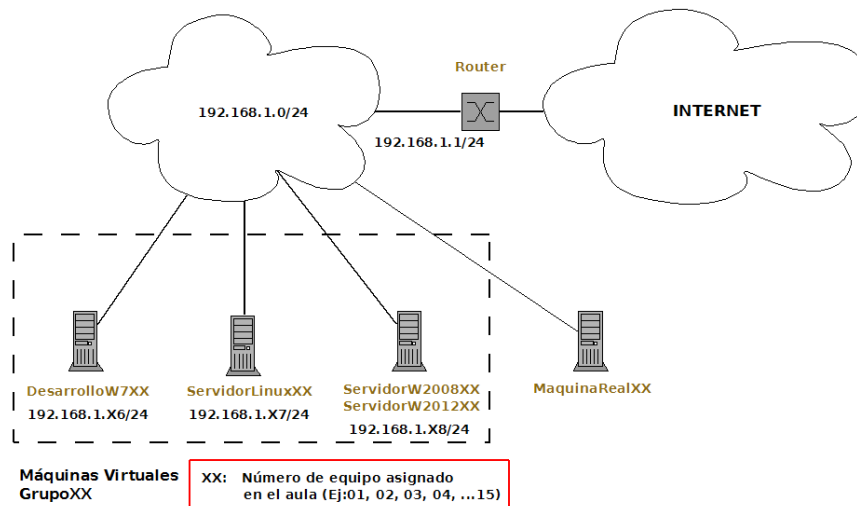 Router
192.168.1.0/24
INTERNET
192.168.1.1/24
DesarrolloW7XX
192.168.1.X6/24
ServidorLinuxXX
192.168.1.X7/24
ServidorW2008XX
ServidorW2012XX
192.168.1.X8/24
MaquinaRealXX
Máquinas Virtuales
GrupoXX
XX: Número de equipo asignado
en el aula (Ej:01, 02, 03, 04, ...15)